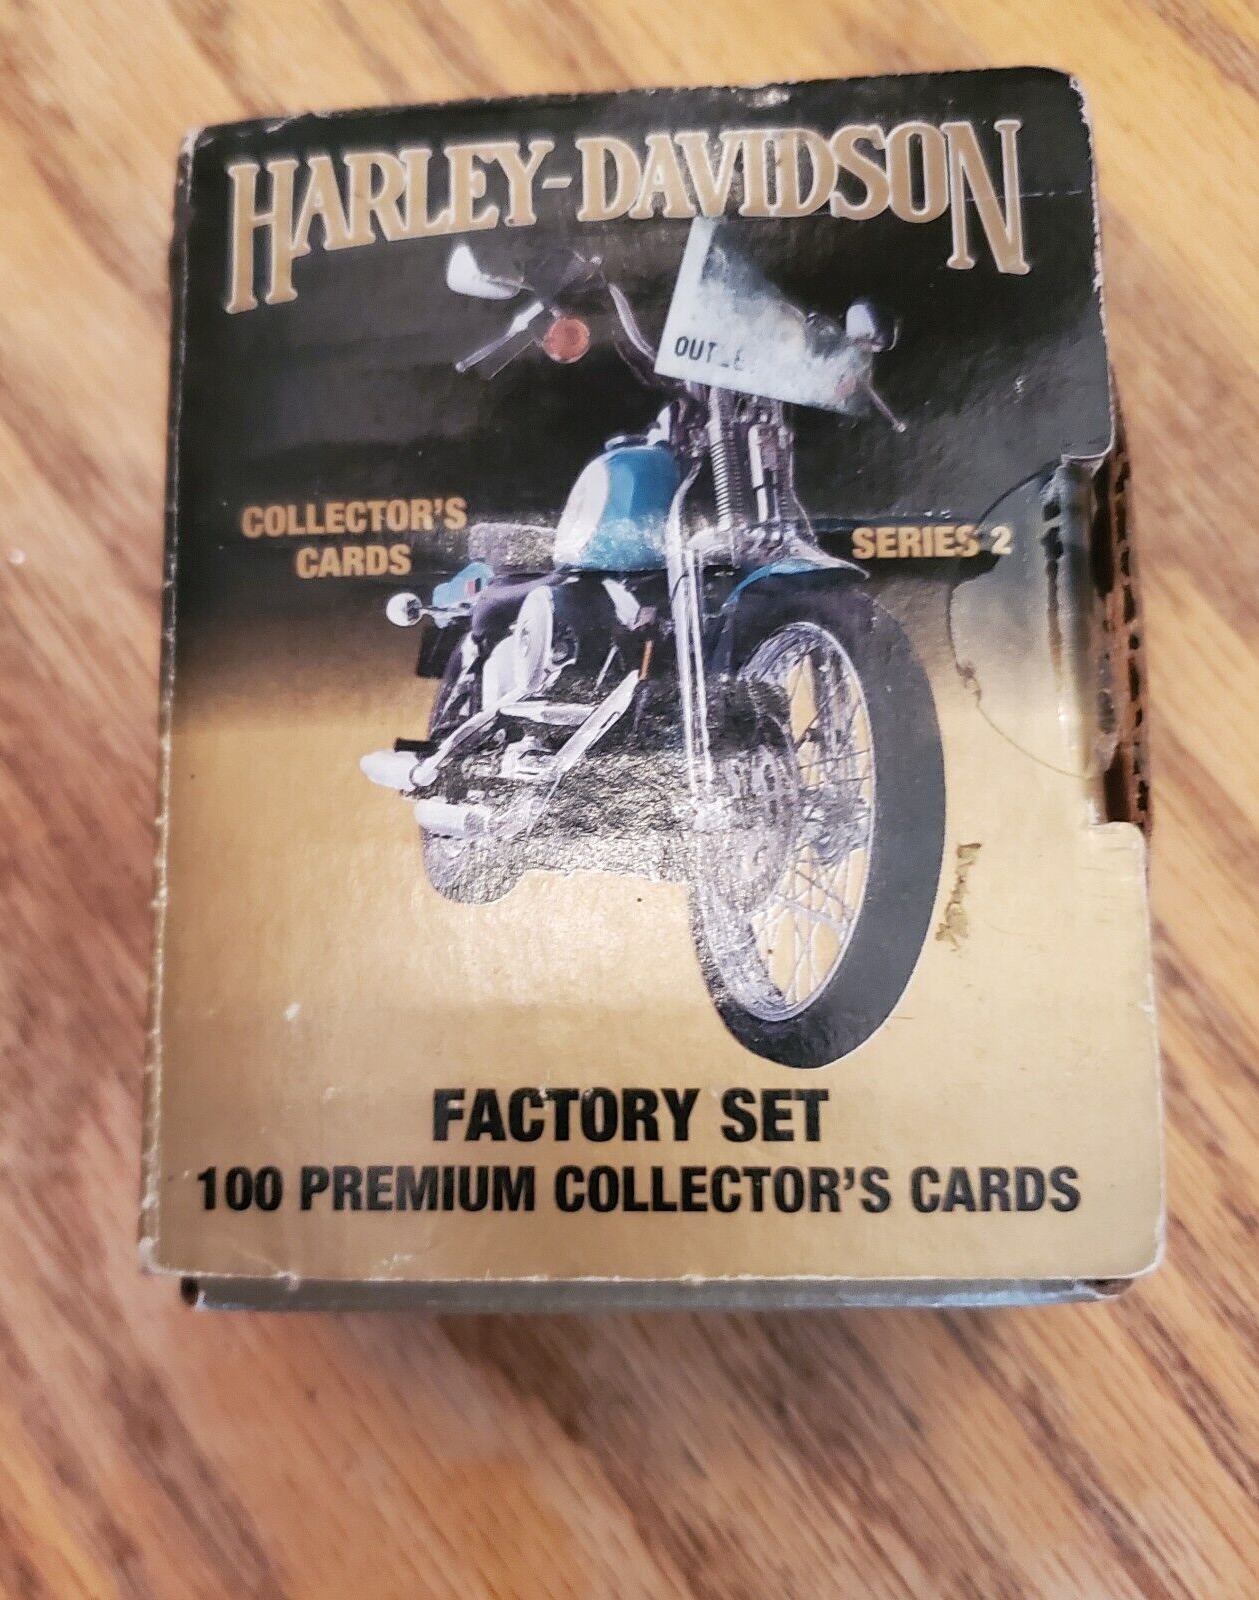 HARLEY-DAVIDSON
COLLECTOR'S
CARDS
SERIES 2
FACTORY SET
100 PREMIUM COLLECTOR'S CARDS